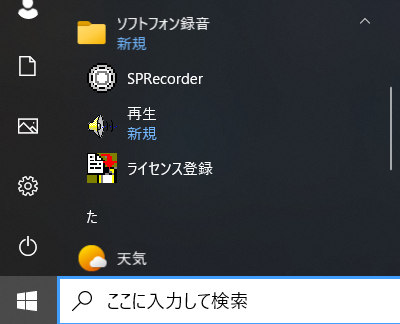 ソフトフォン録音
新規
SPRecorder
再生
新規
ライセンス登録
た
天気
ここに入力して検索